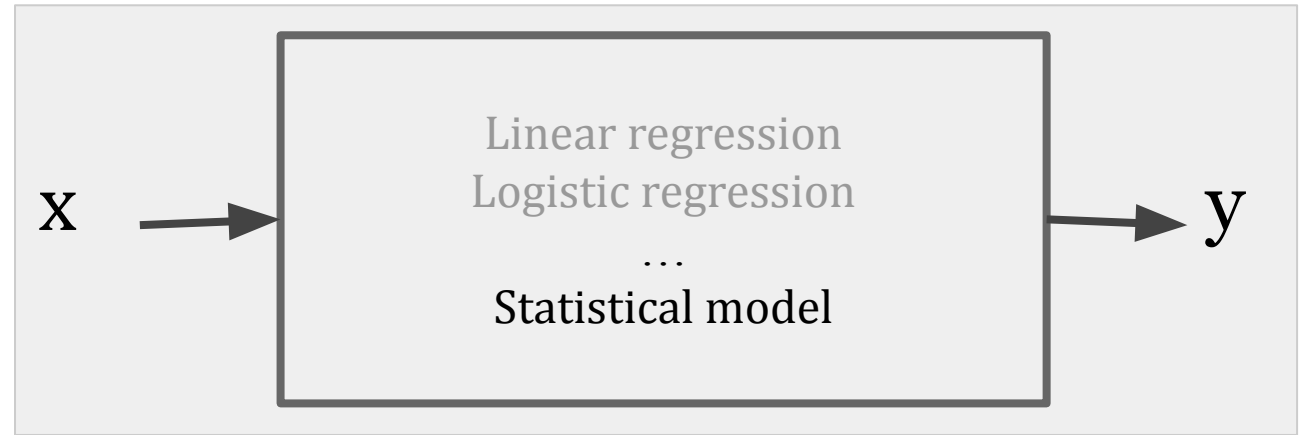 x
Linear regression
Logistic regression
...
Statistical model
y